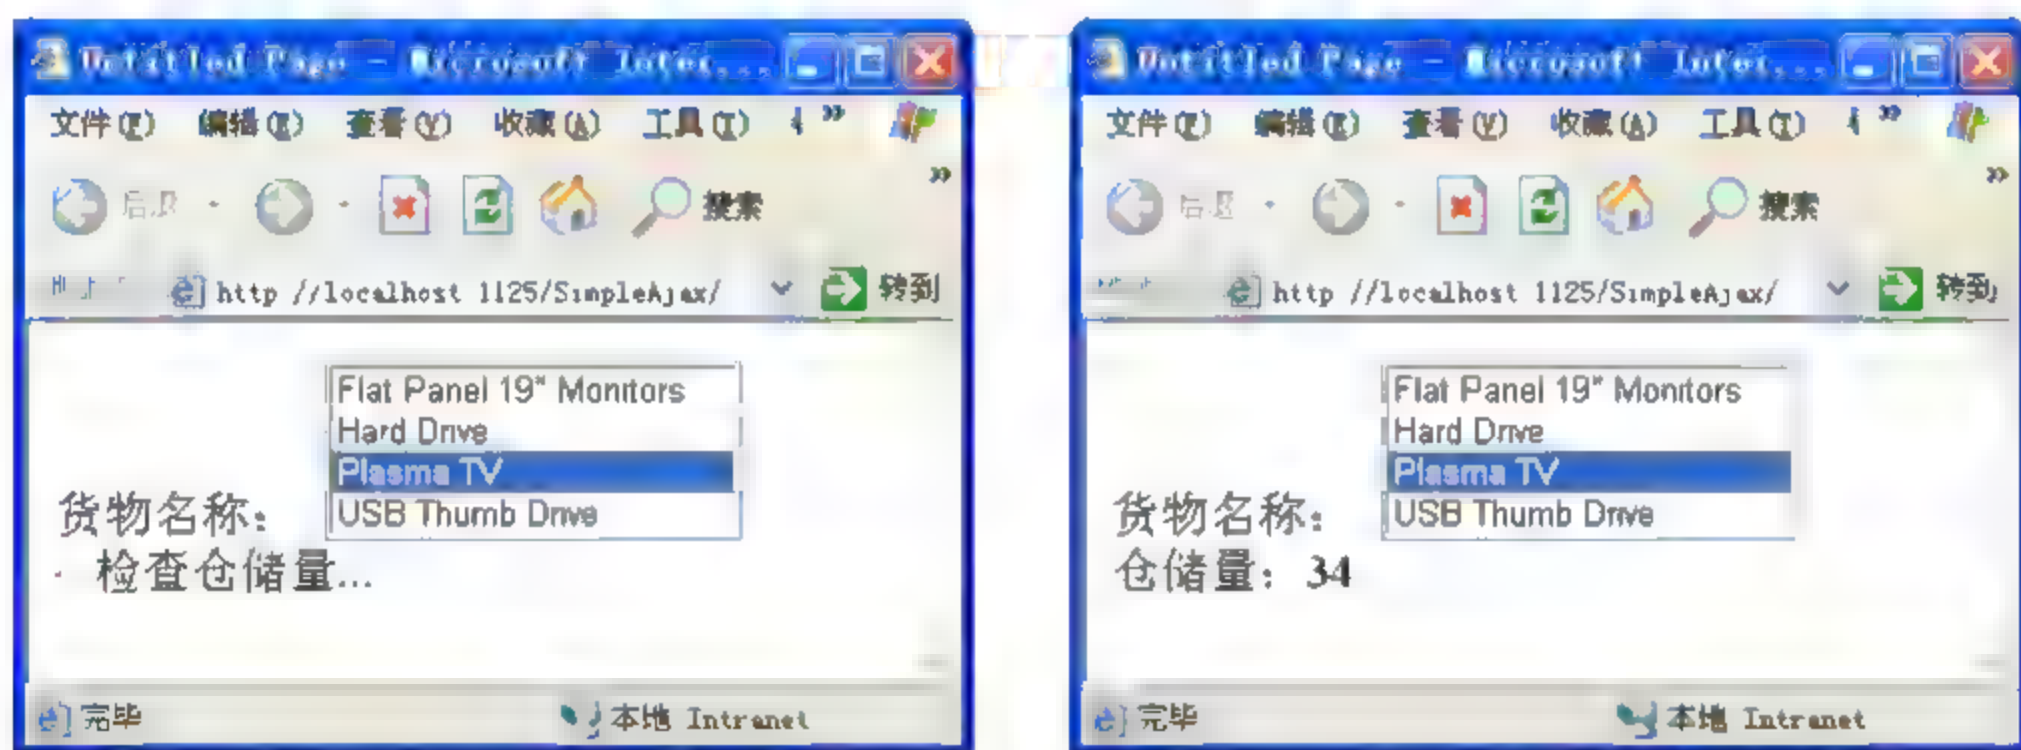 Untitled Page - Microsoft Inter...
文件(F) 编辑(E) 查看(V) 收藏(A) 工具(T) »
后退 搜索 »
http //localhost 1125/SimpleAjax/ 转到
Flat Panel 19" Monitors
Hard Drive
Plasma TV
USB Thumb Drive
货物名称:
检查仓储量...
完毕 本地 Intranet
Untitled Page - Microsoft Inter...
文件(F) 编辑(E) 查看(V) 收藏(A) 工具(T) »
后退 搜索 »
http //localhost 1125/SimpleAjax/ 转到
Flat Panel 19" Monitors
Hard Drive
Plasma TV
USB Thumb Drive
货物名称:
仓储量: 34
完毕 本地 Intranet